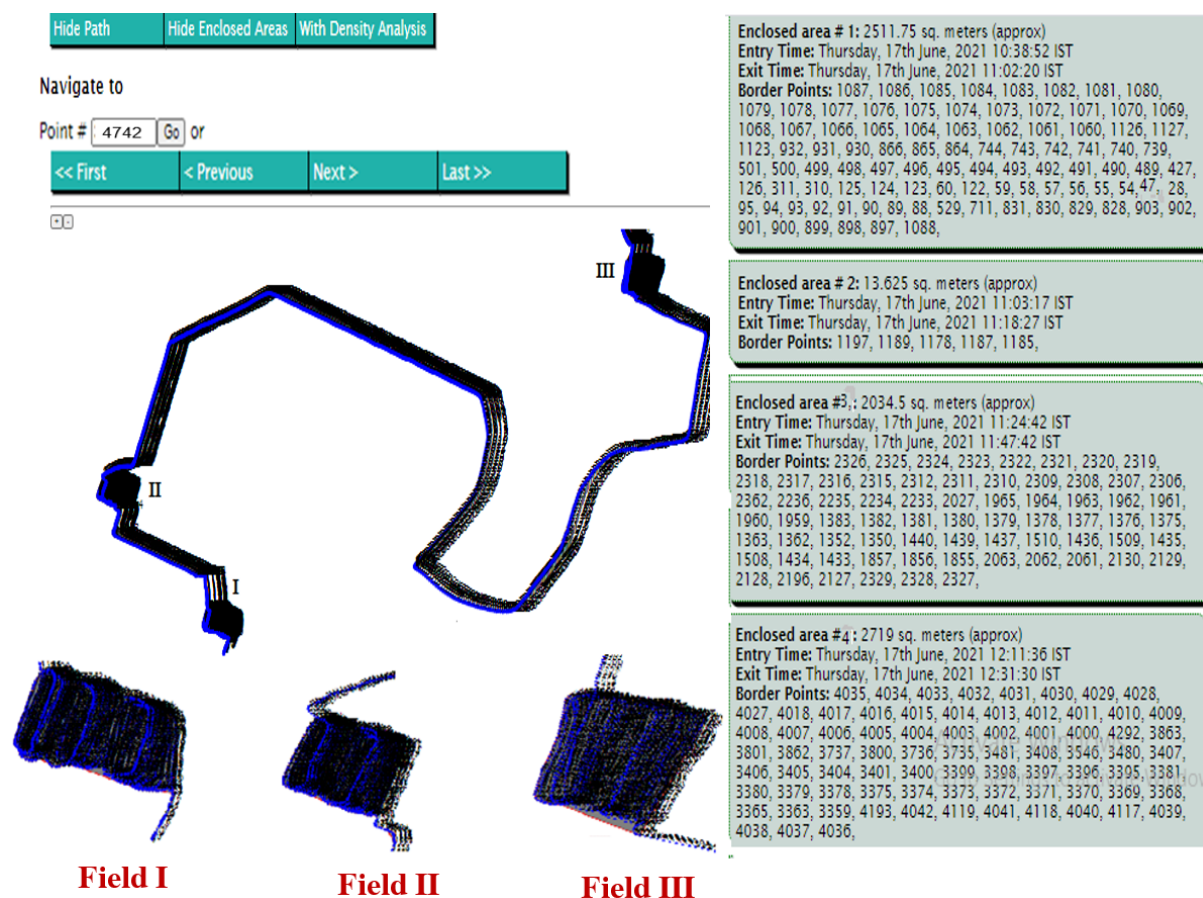 Hide Path
Hide Enclosed Areas
With Density Analysis
Navigate to
Point # 4742 Go or
<< First
< Previous
Next >
Last >>
III
II
I
Field I
Field II
Field III
Enclosed area # 1: 2511.75 sq. meters (approx)
Entry Time: Thursday, 17th June, 2021 10:38:52 IST
Exit Time: Thursday, 17th June, 2021 11:02:20 IST
Border Points: 1087, 1086, 1085, 1084, 1083, 1082, 1081, 1080,
1079, 1078, 1077, 1076, 1075, 1074, 1073, 1072, 1071, 1070, 1069,
1068, 1067, 1066, 1065, 1064, 1063, 1062, 1061, 1060, 1126, 1127,
1123, 932, 931, 930, 866, 865, 864, 744, 743, 742, 741, 740, 739,
501, 500, 499, 498, 497, 496, 495, 494, 493, 492, 491, 490, 489, 427,
126, 311, 310, 125, 124, 123, 60, 122, 59, 58, 57, 56, 55, 54, 47, 28,
95, 94, 93, 92, 91, 90, 89, 88, 529, 711, 831, 830, 829, 828, 903, 902,
901, 900, 899, 898, 897, 1088,
Enclosed area # 2: 13.625 sq. meters (approx)
Entry Time: Thursday, 17th June, 2021 11:03:17 IST
Exit Time: Thursday, 17th June, 2021 11:18:27 IST
Border Points: 1197, 1189, 1178, 1187, 1185,
Enclosed area #3,: 2034.5 sq. meters (approx)
Entry Time: Thursday, 17th June, 2021 11:24:42 IST
Exit Time: Thursday, 17th June, 2021 11:47:42 IST
Border Points: 2326, 2325, 2324, 2323, 2322, 2321, 2320, 2319,
2318, 2317, 2316, 2315, 2312, 2311, 2310, 2309, 2308, 2307, 2306,
2362, 2236, 2235, 2234, 2233, 2027, 1965, 1964, 1963, 1962, 1961,
1960, 1959, 1383, 1382, 1381, 1380, 1379, 1378, 1377, 1376, 1375,
1363, 1362, 1352, 1350, 1440, 1439, 1437, 1510, 1436, 1509, 1435,
1508, 1434, 1433, 1857, 1856, 1855, 2063, 2062, 2061, 2130, 2129,
2128, 2196, 2127, 2329, 2328, 2327,
Enclosed area #4: 2719 sq. meters (approx)
Entry Time: Thursday, 17th June, 2021 12:11:36 IST
Exit Time: Thursday, 17th June, 2021 12:31:30 IST
Border Points: 4035, 4034, 4033, 4032, 4031, 4030, 4029, 4028,
4027, 4018, 4017, 4016, 4015, 4014, 4013, 4012, 4011, 4010, 4009,
4008, 4007, 4006, 4005, 4004, 4003, 4002, 4001, 4000, 4292, 3863,
3801, 3862, 3737, 3800, 3736, 3735, 3481, 3408, 3546, 3480, 3407,
3406, 3405, 3404, 3401, 3400, 3399, 3398, 3397, 3396, 3395, 3381,
3380, 3379, 3378, 3375, 3374, 3373, 3372, 3371, 3370, 3369, 3368,
3365, 3363, 3359, 4193, 4042, 4119, 4041, 4118, 4040, 4117, 4039,
4038, 4037, 4036,